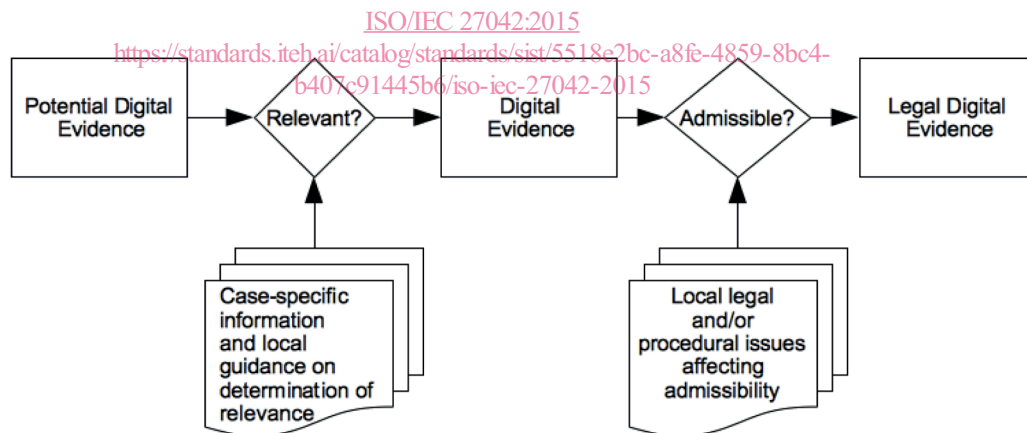 ISO/IEC 27042:2015
https://standards.iteh.ai/catalog/standards/sist/5518e2bc-a8fe-4859-8bc4-
b407c91445b6/iso-iec-27042-2015
Potential Digital
Evidence
Relevant?
Digital
Evidence
Admissible?
Legal Digital
Evidence
Case-specific
information
and local
guidance on
determination of
relevance
Local legal
and/or
procedural issues
affecting
admissibility